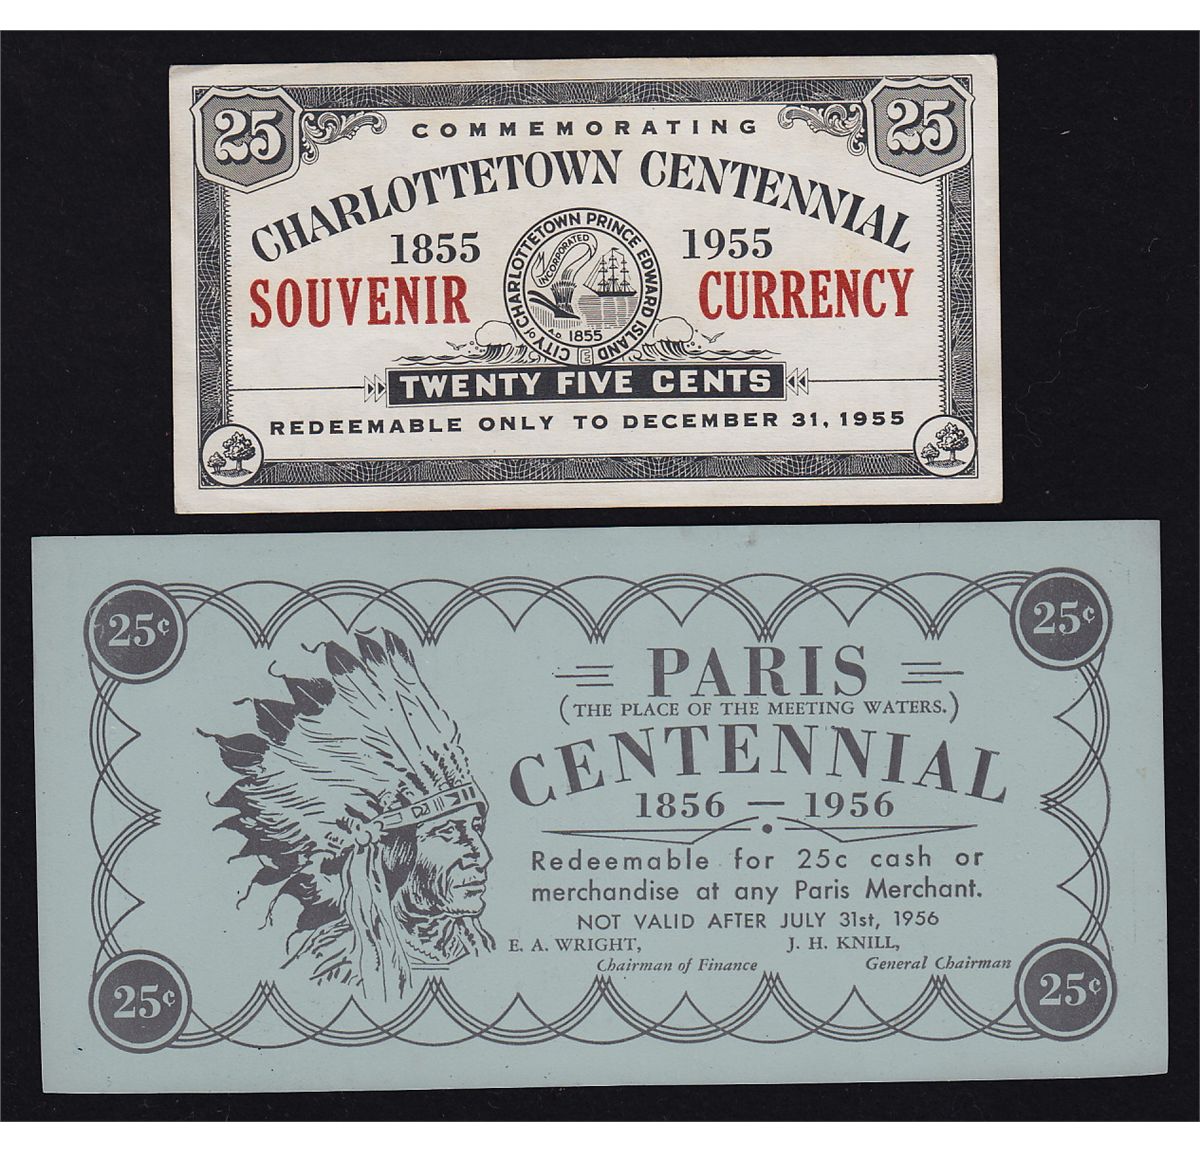 25 25
COMMEMORATING
CHARLOTTETOWN CENTENNIAL
1855 1955
SOUVENIR CURRENCY
CITY of CHARLOTTETOWN PRINCE EDWARD ISLAND
INCORPORATED
A.D. 1855
TWENTY FIVE CENTS
REDEEMABLE ONLY TO DECEMBER 31, 1955
25¢ 25¢
PARIS
(THE PLACE OF THE MEETING WATERS.)
CENTENNIAL
1856 — 1956
Redeemable for 25c cash or
merchandise at any Paris Merchant.
NOT VALID AFTER JULY 31st, 1956
E. A. WRIGHT, J. H. KNILL,
Chairman of Finance General Chairman
25¢ 25¢